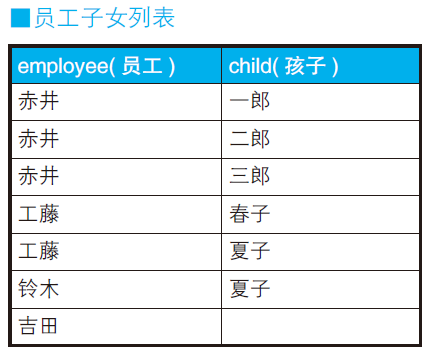 ■员工子女列表
employee( 员工 ) child( 孩子 )
赤井 一郎
赤井 二郎
赤井 三郎
工藤 春子
工藤 夏子
铃木 夏子
吉田